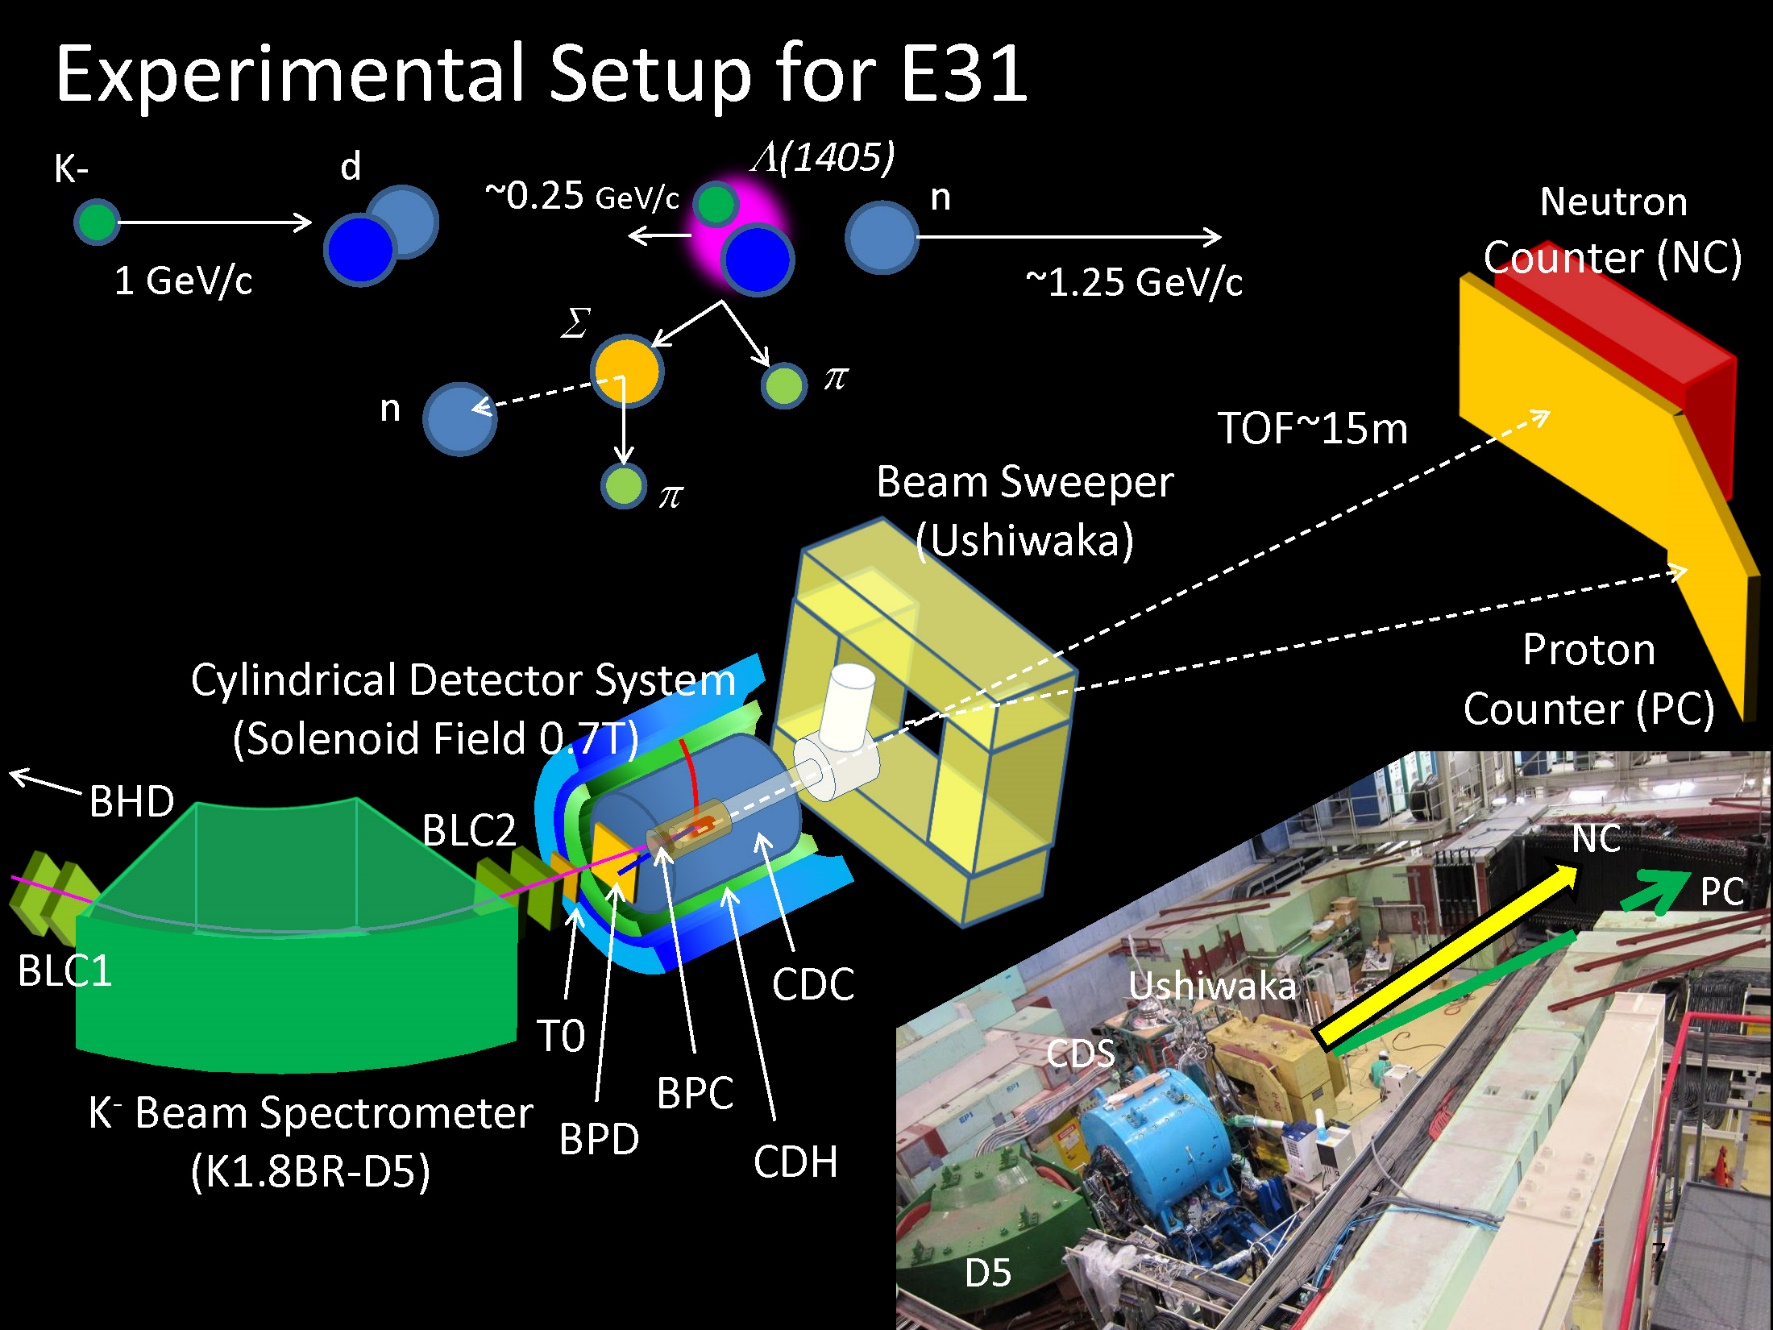 Experimental Setup for E31
K-
d
1 GeV/c
~0.25 GeV/c
Λ(1405)
n
~1.25 GeV/c
Σ
π
n
π
Neutron
Counter (NC)
TOF~15m
Beam Sweeper
(Ushiwaka)
Proton
Counter (PC)
Cylindrical Detector System
(Solenoid Field 0.7T)
BHD
BLC2
BLC1
T0
BPD
BPC
CDC
CDH
K- Beam Spectrometer
(K1.8BR-D5)
NC
PC
Ushiwaka
CDS
D5
7